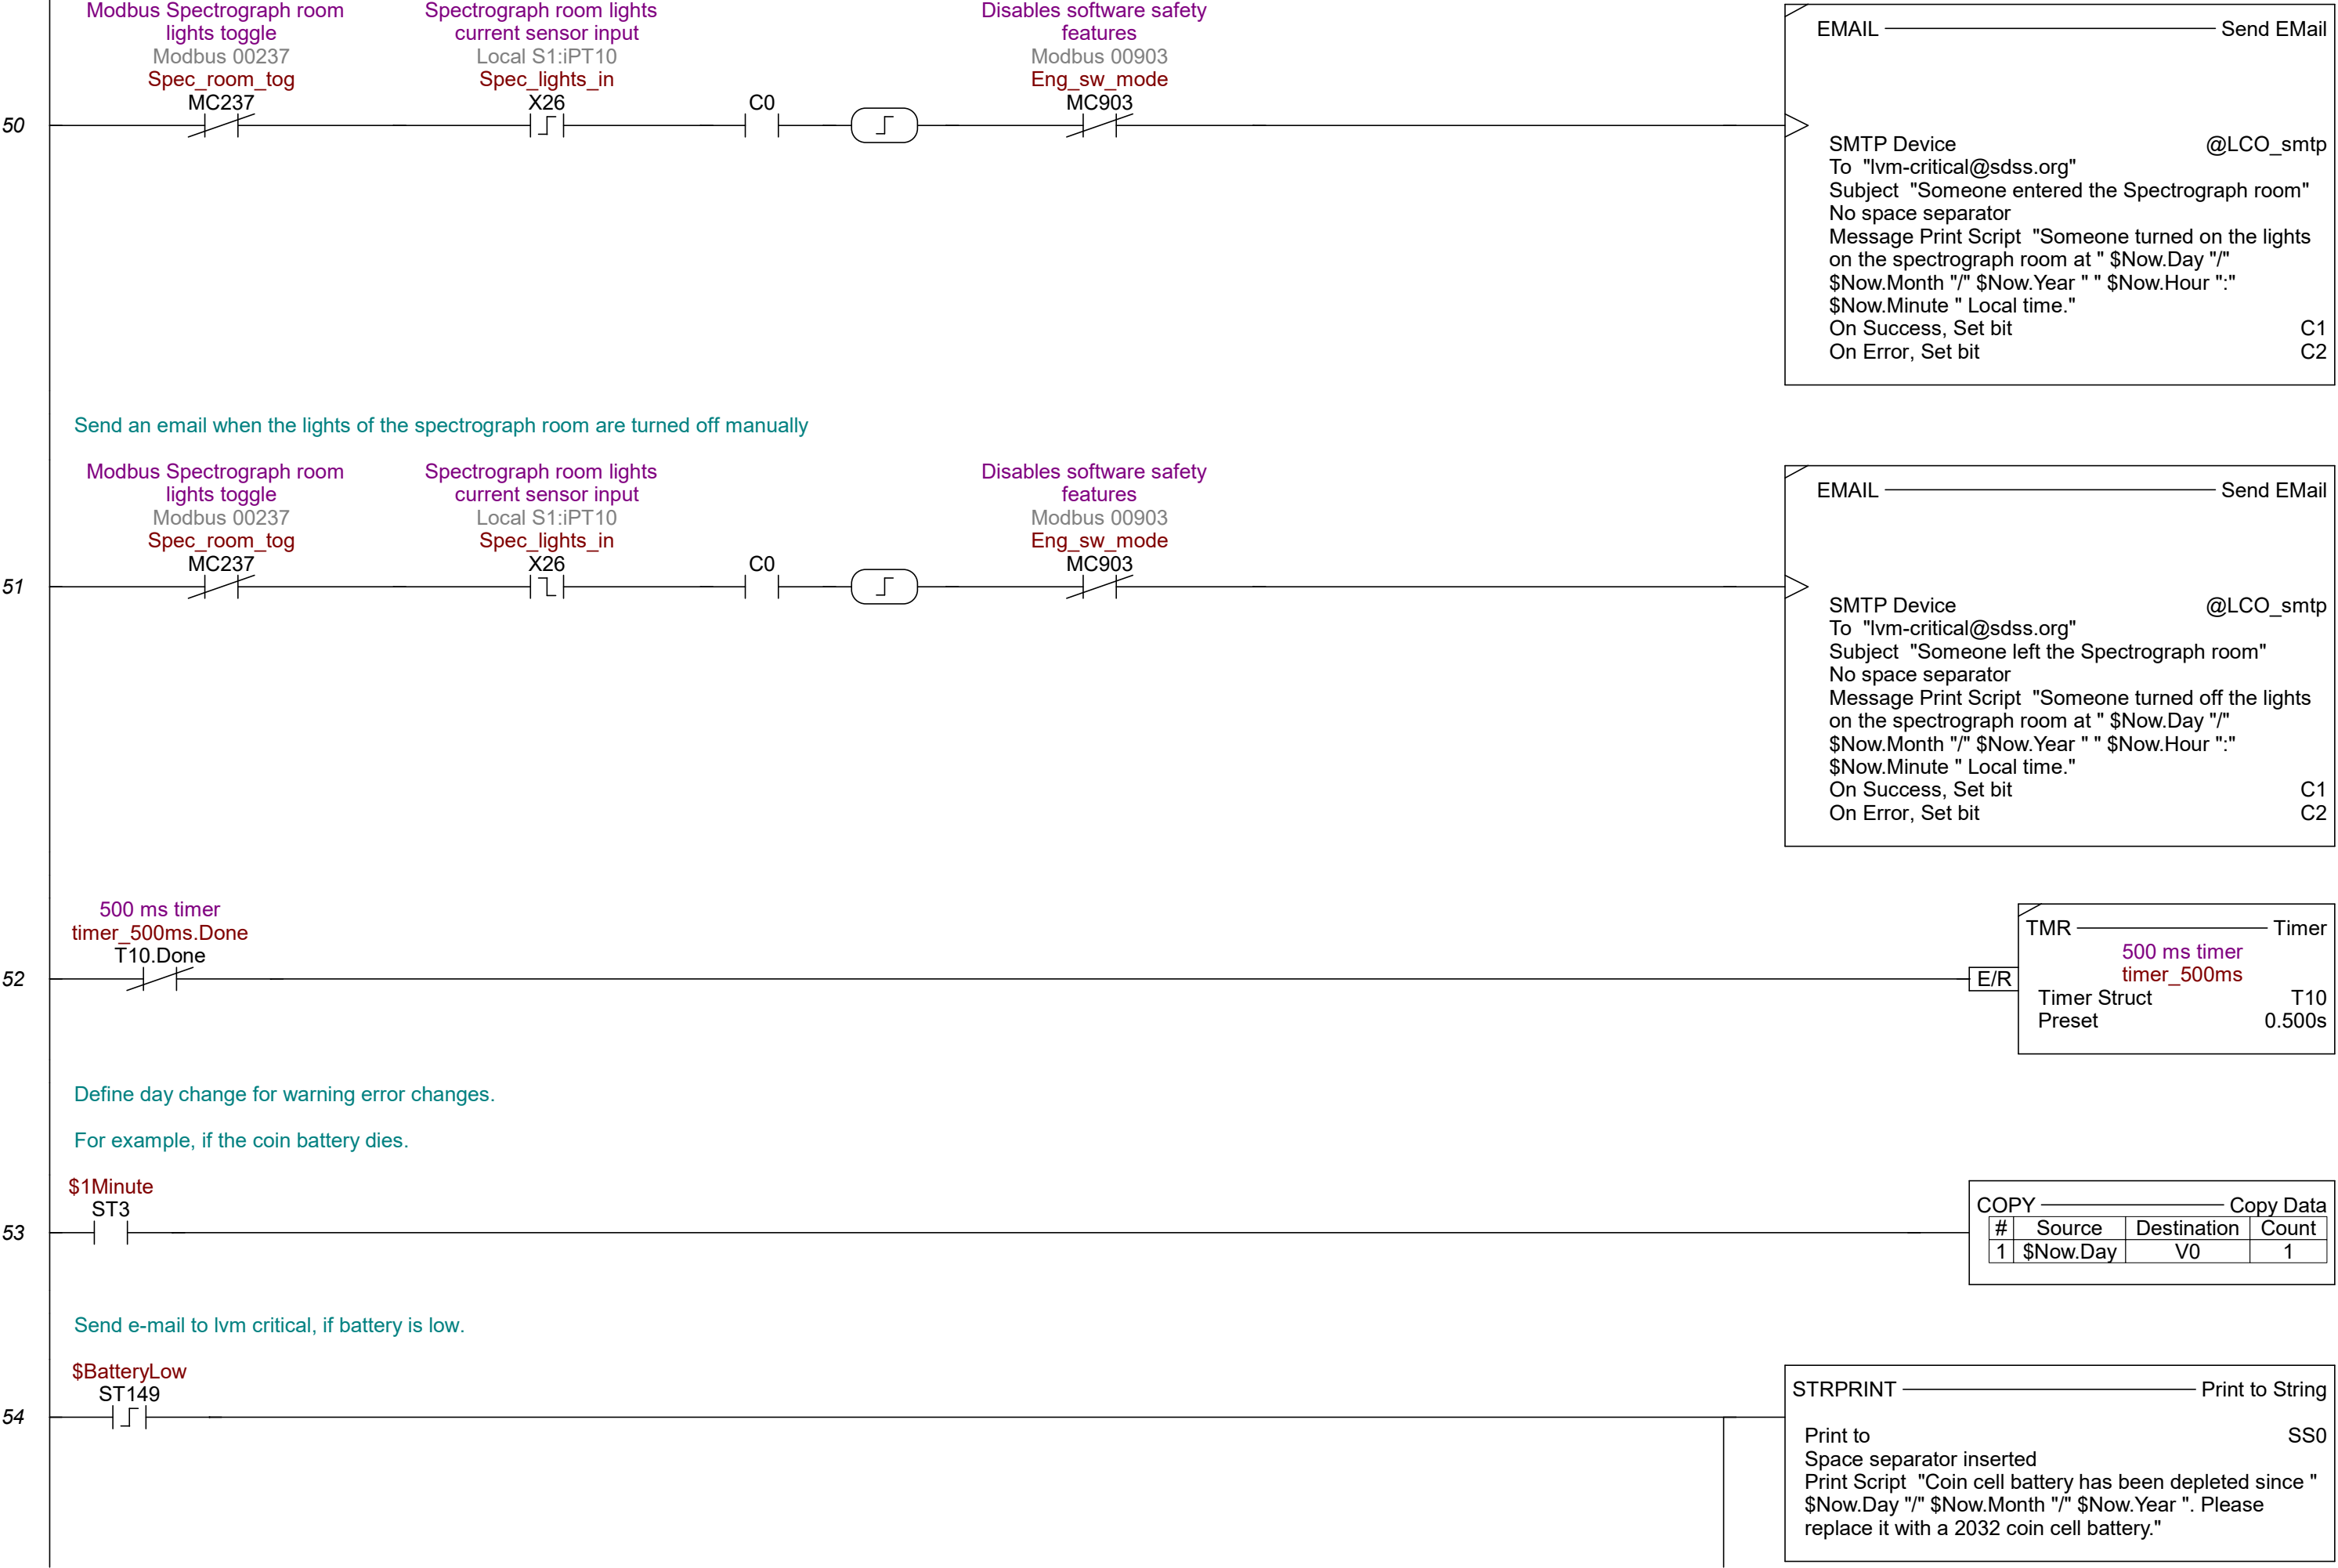 Modbus Spectrograph room
lights toggle
Modbus 00237
Spec_room_tog
MC237
Spectrograph room lights
current sensor input
Local S1:iPT10
Spec_lights_in
X26
C0
Disables software safety
features
Modbus 00903
Eng_sw_mode
MC903
50
EMAIL Send EMail
SMTP Device @LCO_smtp
To "lvm-critical@sdss.org"
Subject "Someone entered the Spectrograph room"
No space separator
Message Print Script "Someone turned on the lights
on the spectrograph room at " $Now.Day "/"
$Now.Month "/" $Now.Year " " $Now.Hour ":"
$Now.Minute " Local time."
On Success, Set bit C1
On Error, Set bit C2
Send an email when the lights of the spectrograph room are turned off manually
Modbus Spectrograph room
lights toggle
Modbus 00237
Spec_room_tog
MC237
Spectrograph room lights
current sensor input
Local S1:iPT10
Spec_lights_in
X26
C0
Disables software safety
features
Modbus 00903
Eng_sw_mode
MC903
51
EMAIL Send EMail
SMTP Device @LCO_smtp
To "lvm-critical@sdss.org"
Subject "Someone left the Spectrograph room"
No space separator
Message Print Script "Someone turned off the lights
on the spectrograph room at " $Now.Day "/"
$Now.Month "/" $Now.Year " " $Now.Hour ":"
$Now.Minute " Local time."
On Success, Set bit C1
On Error, Set bit C2
500 ms timer
timer_500ms.Done
T10.Done
52
E/R
TMR Timer
500 ms timer
timer_500ms
Timer Struct T10
Preset 0.500s
Define day change for warning error changes.
For example, if the coin battery dies.
$1Minute
ST3
53
COPY Copy Data
# Source Destination Count
1 $Now.Day V0 1
Send e-mail to lvm critical, if battery is low.
$BatteryLow
ST149
54
STRPRINT Print to String
Print to SS0
Space separator inserted
Print Script "Coin cell battery has been depleted since "
$Now.Day "/" $Now.Month "/" $Now.Year ". Please
replace it with a 2032 coin cell battery."